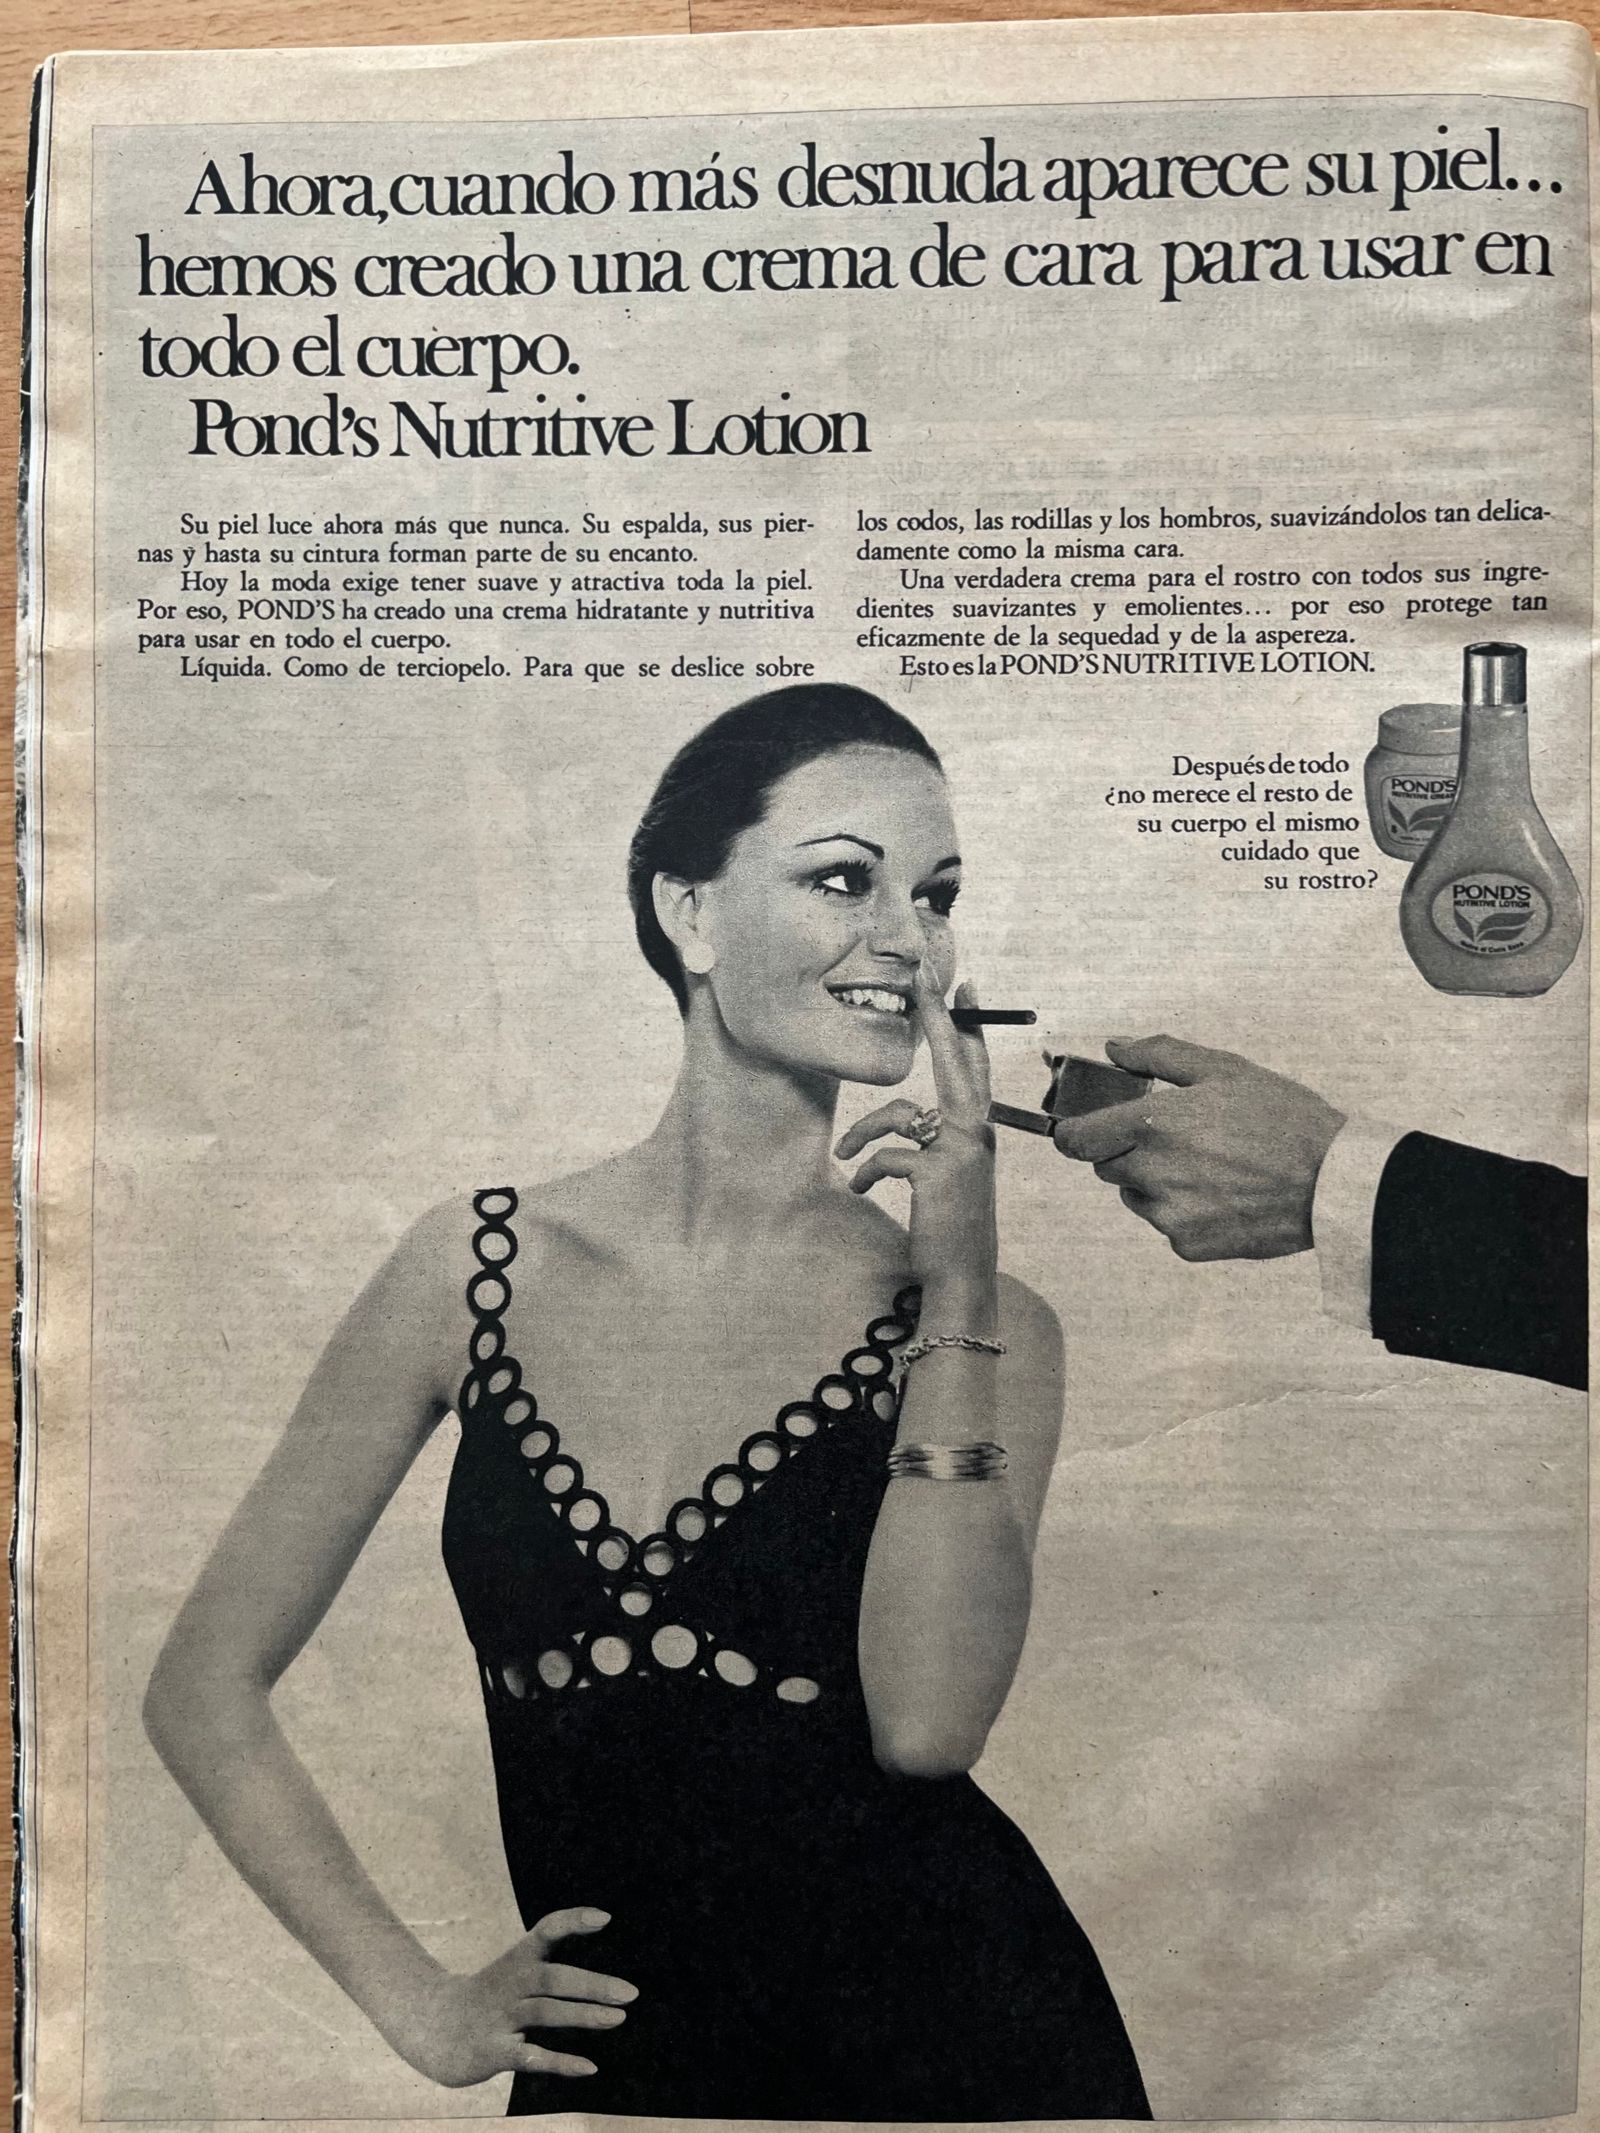 Ahora, cuando más desnuda aparece su piel...
hemos creado una crema de cara para usar en
todo el cuerpo.
Pond's Nutritive Lotion
Su piel luce ahora más que nunca. Su espalda, sus pier-
nas y hasta su cintura forman parte de su encanto.
Hoy la moda exige tener suave y atractiva toda la piel.
Por eso, POND'S ha creado una crema hidratante y nutritiva
para usar en todo el cuerpo.
Líquida. Como de terciopelo. Para que se deslice sobre
los codos, las rodillas y los hombros, suavizándolos tan delica-
damente como la misma cara.
Una verdadera crema para el rostro con todos sus ingre-
dientes suavizantes y emolientes... por eso protege tan
eficazmente de la sequedad y de la aspereza.
Esto es la POND'S NUTRITIVE LOTION.
Después de todo
¿no merece el resto de
su cuerpo el mismo
cuidado que
su rostro?
POND'S
NUTRITIVE CREAM
POND'S
NUTRITIVE LOTION